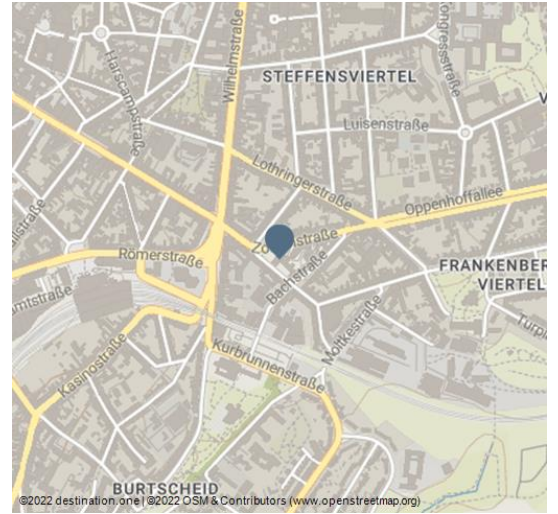 Harscampstraße
Wilhelmstraße
STEFFENSVIERTEL
Luisenstraße
Lothringerstraße
Oppenhoffallee
Römerstraße
Bachstraße
FRANKENBER
VIERTEL
Moltkestraße
Kasinostraße
Kurbrunnenstraße
BURTSCHEID
©2022 destination.one | ©2022 OSM & Contributors (www.openstreetmap.org)